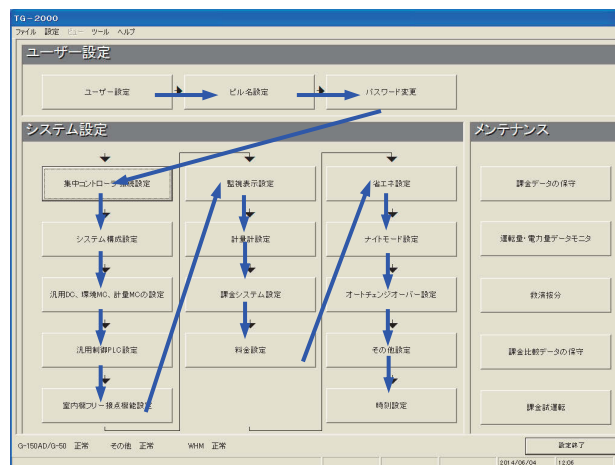 TG-2000
ファイル 設定 ビュー ツール ヘルプ
ユーザー設定
ユーザー設定
ビル名設定
パスワード変更
システム設定
メンテナンス
集中コントローラ接続設定
監視表示設定
省エネ設定
課金データの保守
システム構成設定
計量計設定
ナイトモード設定
運転量・電力量データモニタ
汎用DC、環境MC、計量MCの設定
課金システム設定
オートチェンジオーバー設定
救済按分
汎用制御PLC設定
料金設定
その他設定
課金比較データの保守
室内機フリー接点機能設定
時刻設定
課金試運転
G-150AD/G-50 正常 その他 正常 WHM 正常
設定終了
2014/06/04 12:06